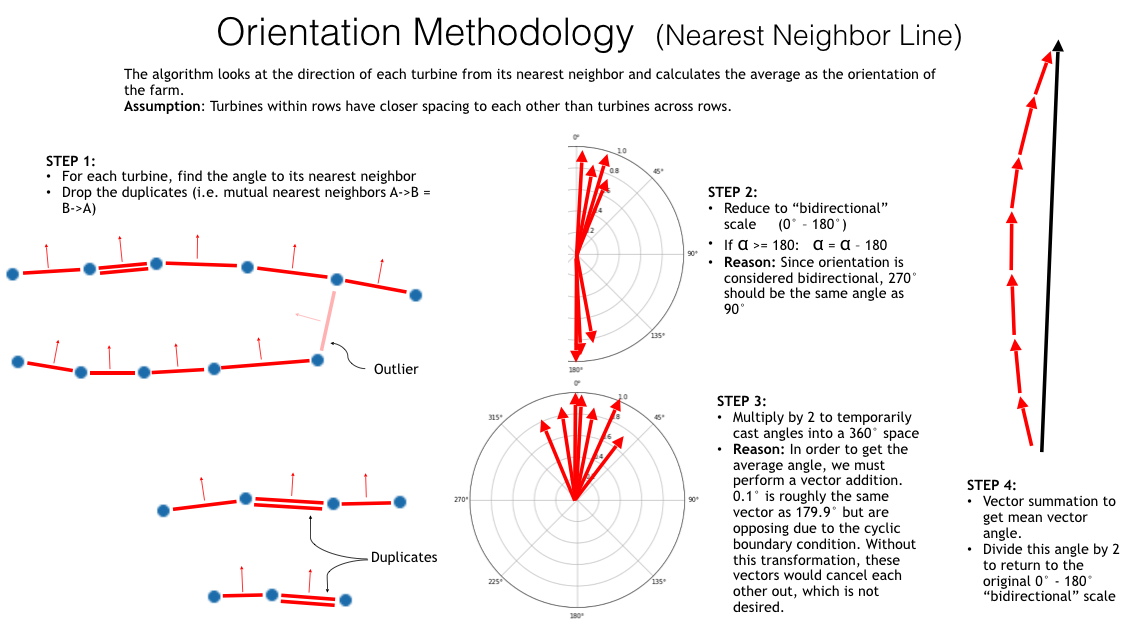 Orientation Methodology (Nearest Neighbor Line)
The algorithm looks at the direction of each turbine from its nearest neighbor and calculates the average as the orientation of
the farm.
Assumption: Turbines within rows have closer spacing to each other than turbines across rows.
STEP 1:
• For each turbine, find the angle to its nearest neighbor
• Drop the duplicates (i.e. mutual nearest neighbors A->B =
B->A)
Outlier
Duplicates
0°
1.0
0.8
45°
90°
135°
180°
STEP 2:
• Reduce to “bidirectional”
scale (0° – 180°)
• If α >= 180: α = α – 180
• Reason: Since orientation is
considered bidirectional, 270°
should be the same angle as
90°
0°
1.0
315°
45°
270°
90°
225°
135°
180°
STEP 3:
• Multiply by 2 to temporarily
cast angles into a 360° space
• Reason: In order to get the
average angle, we must
perform a vector addition.
0.1° is roughly the same
vector as 179.9° but are
opposing due to the cyclic
boundary condition. Without
this transformation, these
vectors would cancel each
other out, which is not
desired.
STEP 4:
• Vector summation to
get mean vector
angle.
• Divide this angle by 2
to return to the
original 0° - 180°
“bidirectional” scale